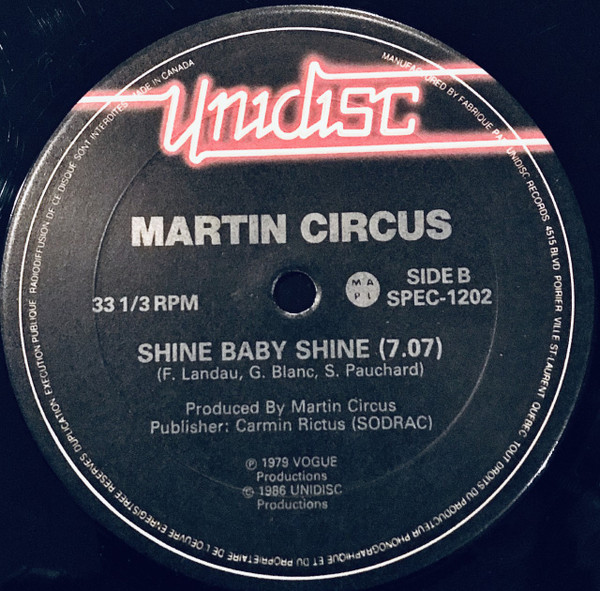 Unidisc
MARTIN CIRCUS
33 1/3 RPM
M A
P L
SIDE B
SPEC-1202
SHINE BABY SHINE (7.07)
(F. Landau, G. Blanc, S. Pauchard)
Produced By Martin Circus
Publisher: Carmin Rictus (SODRAC)
Ⓟ 1979 VOGUE
Productions
© 1986 UNIDISC
Productions
MADE IN CANADA
MANUFACTURED BY FABRIQUE PAR UNIDISC RECORDS 4515 BLVD. POIRIER VILLE ST. LAURENT QUEBEC TOUT DROITS DU PRODUCTEUR PHONOGRAPHIQUE ET DU PROPRIETAIRE DE L'OEUVRE ENREGISTREE RESERVES DUPLICATION EXECUTION PUBLIQUE RADIODIFFUSION DE CE DISQUE SONT INTERDITES